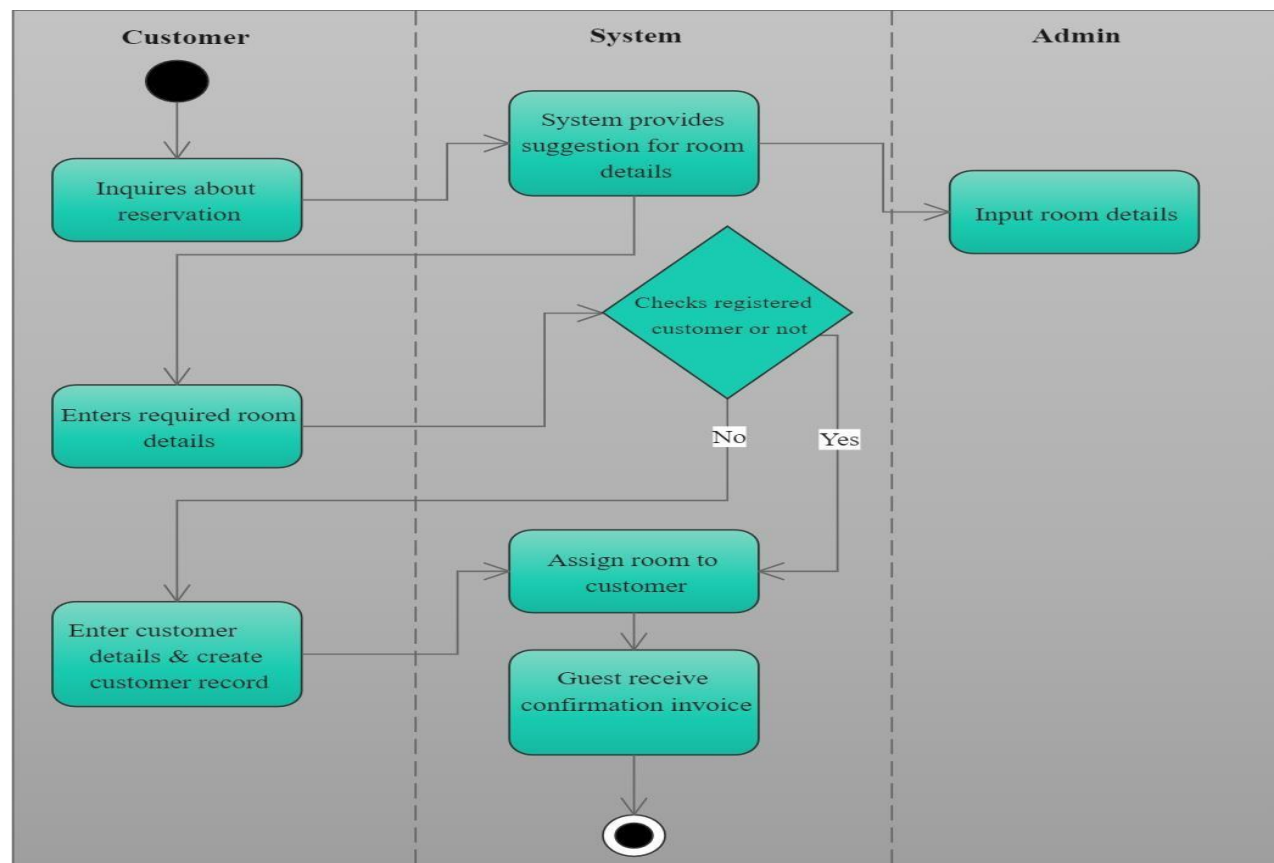 Customer
System
Admin
System provides
suggestion for room
details
Inquires about
reservation
Input room details
Checks registered
customer or not
Enters required room
details
No
Yes
Assign room to
customer
Enter customer
details & create
customer record
Guest receive
confirmation invoice